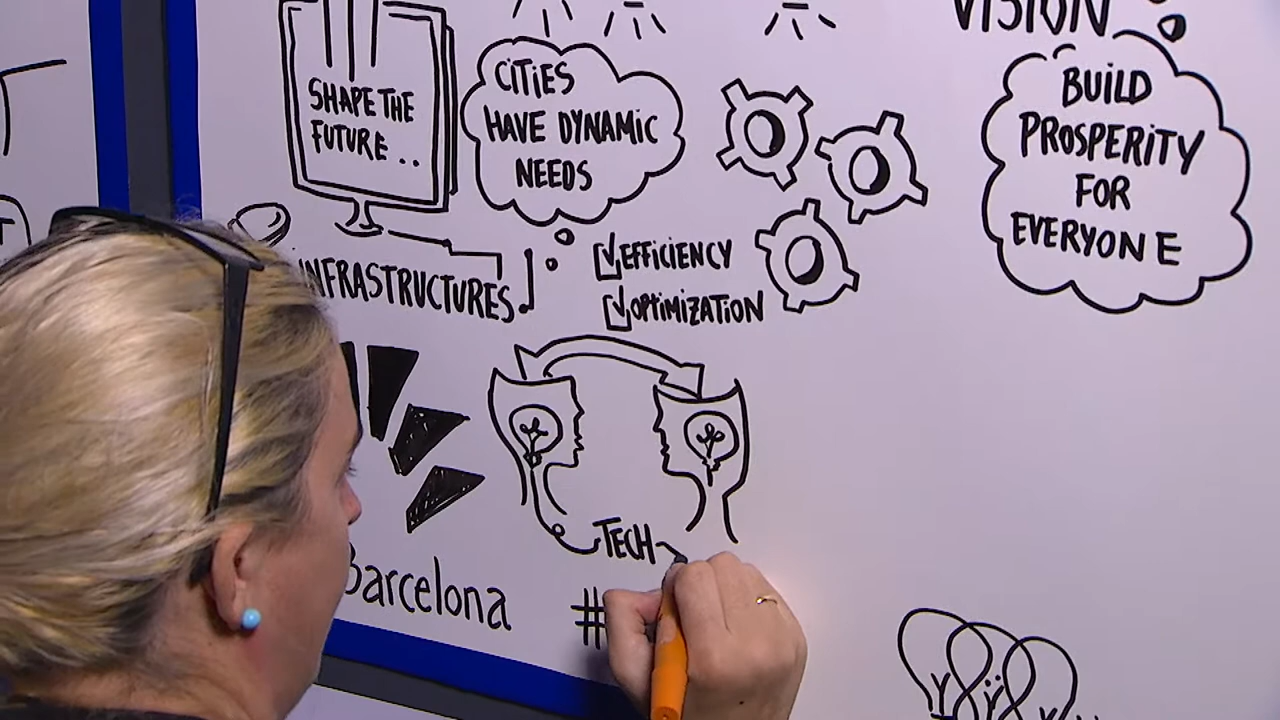 VISION
SHAPE THE
FUTURE ..
CITIES
HAVE DYNAMIC
NEEDS
BUILD
PROSPERITY
FOR
EVERYONE
INFRASTRUCTURES
EFFICIENCY
OPTIMIZATION
TECH
Barcelona
#